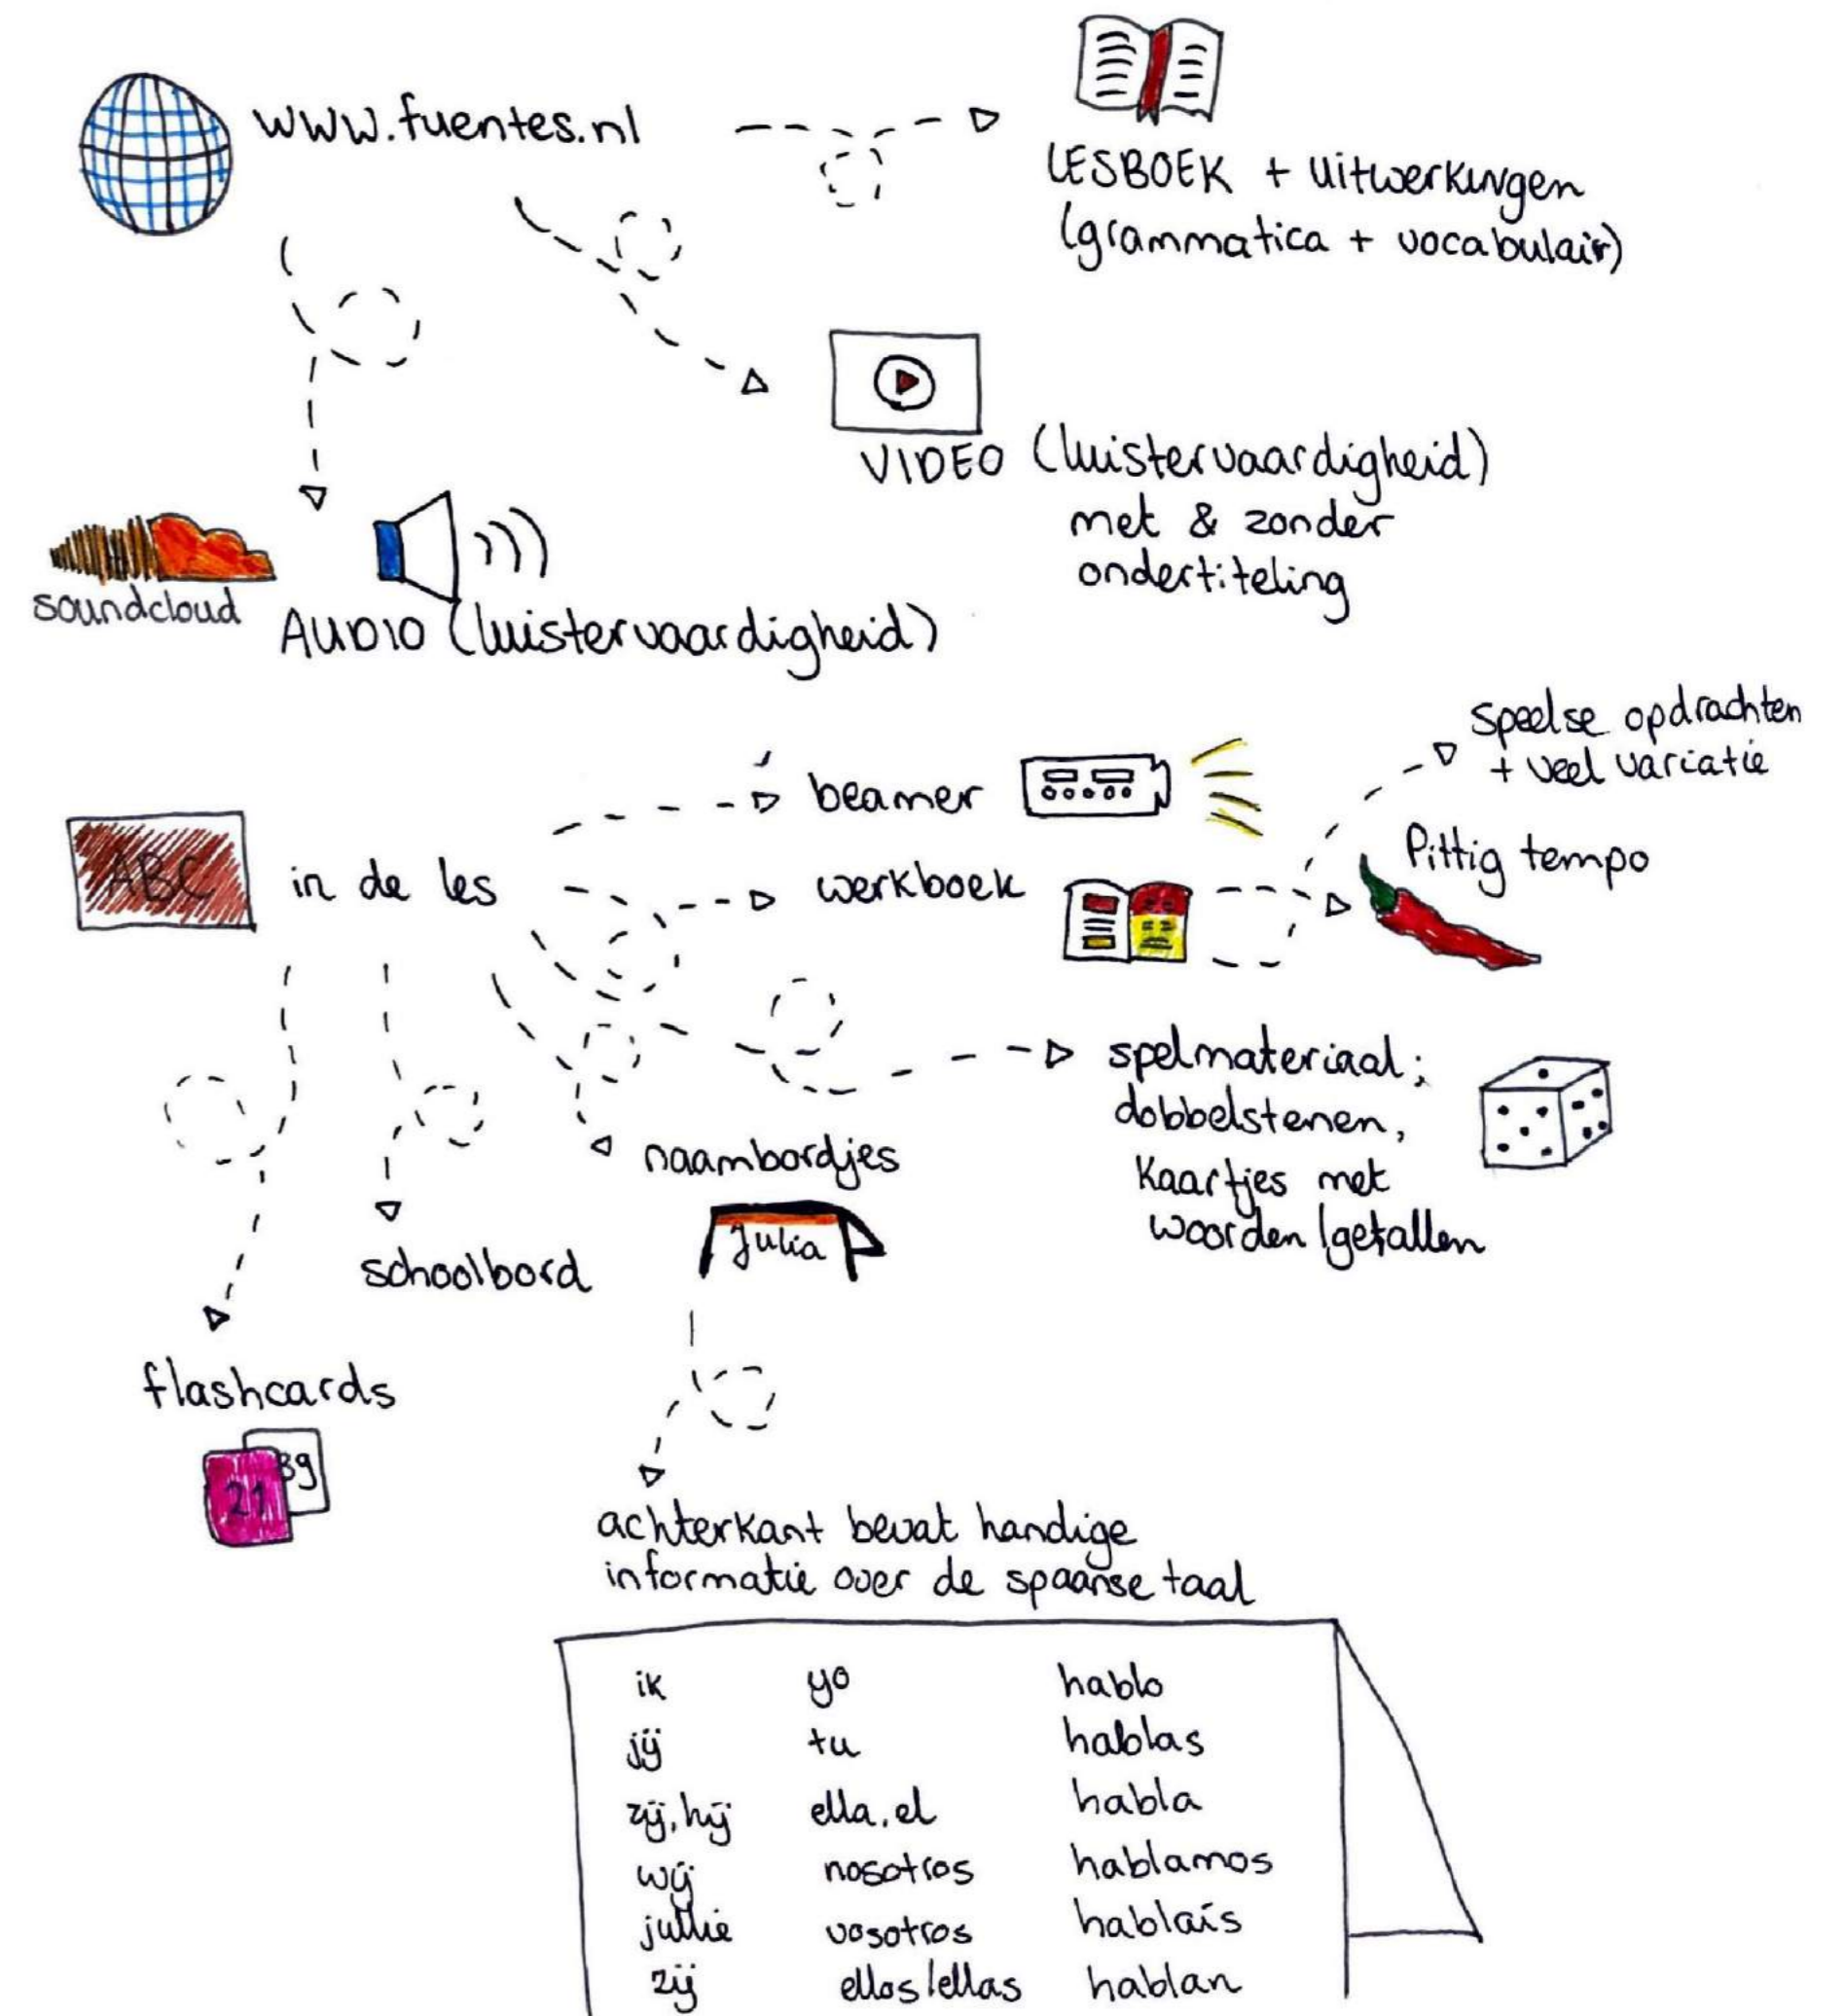 www.fuentes.nl
LESBOEK + uitwerkingen
(grammatica + vocabulair)
VIDEO (luistervaardigheid)
met & zonder
ondertiteling
soundcloud
AUDIO (luistervaardigheid)
speelse opdrachten
+ veel variatie
beamer
Pittig tempo
ABC
in de les
werkboek
spelmateriaal;
dobbelstenen,
kaartjes met
woorden/getallen
naambordjes
Julia
schoolbord
flashcards
21
39
achterkant bevat handige
informatie over de spaanse taal
ik yo hablo
jij tu hablas
zij, hij ella, el habla
wij nosotros hablamos
jullie vosotros hablaís
zij ellos/ellas hablan